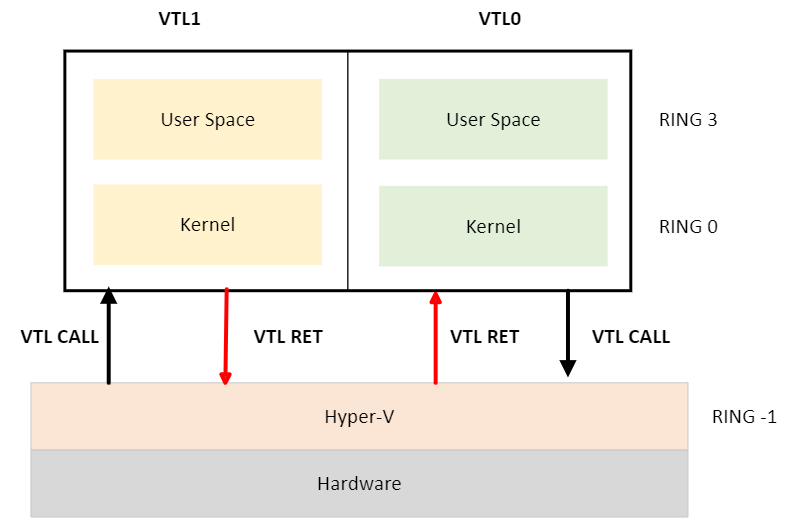 VTL1
VTL0
User Space
User Space
RING 3
Kernel
Kernel
RING 0
VTL CALL
VTL RET
VTL RET
VTL CALL
Hyper-V
RING -1
Hardware